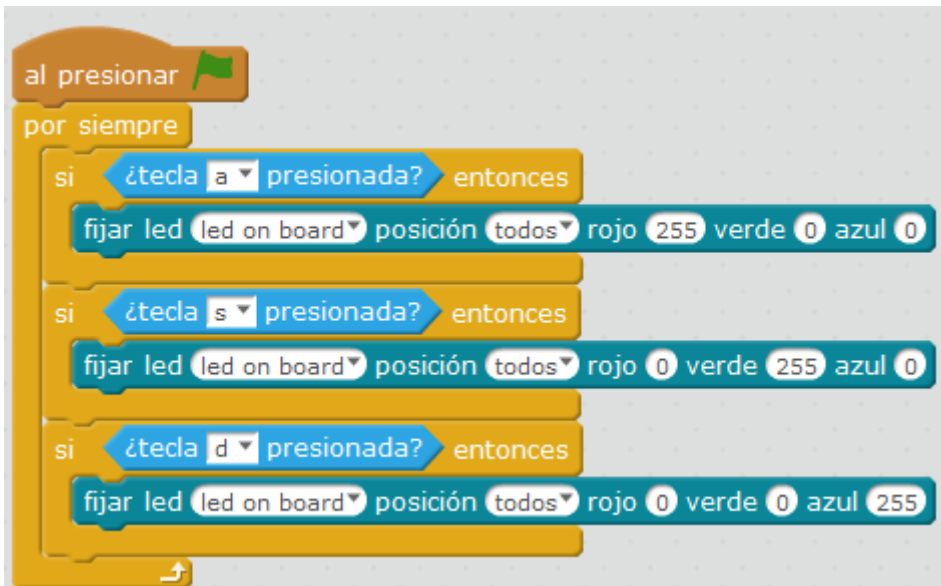 al presionar
por siempre
si ¿tecla a presionada? entonces
fijar led led on board posición todos rojo 255 verde 0 azul 0
si ¿tecla s presionada? entonces
fijar led led on board posición todos rojo 0 verde 255 azul 0
si ¿tecla d presionada? entonces
fijar led led on board posición todos rojo 0 verde 0 azul 255